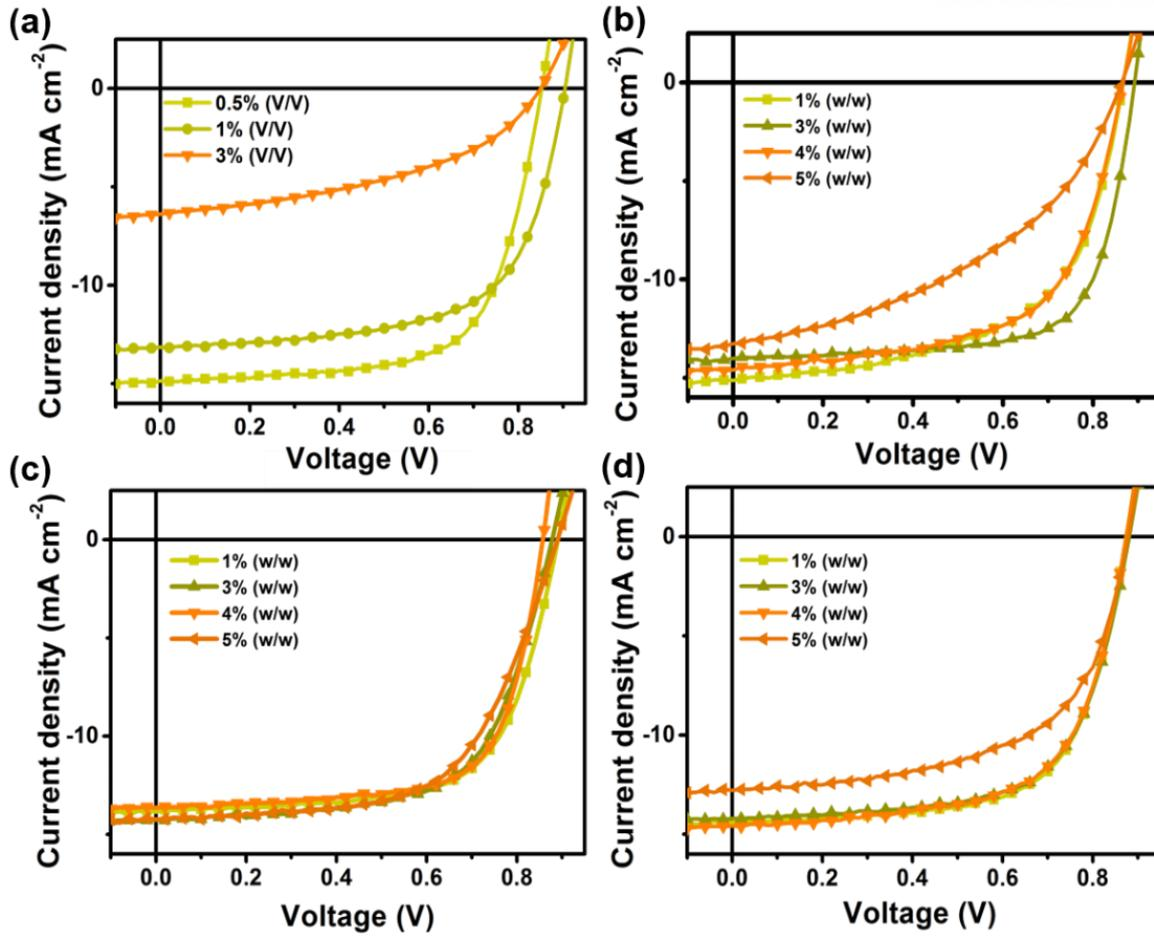 (a)
Current density (mA cm⁻²)
0
-10
0.5% (V/V)
1% (V/V)
3% (V/V)
0.0 0.2 0.4 0.6 0.8
Voltage (V)
(b)
Current density (mA cm⁻²)
0
-10
1% (w/w)
3% (w/w)
4% (w/w)
5% (w/w)
0.0 0.2 0.4 0.6 0.8
Voltage (V)
(c)
Current density (mA cm⁻²)
0
-10
1% (w/w)
3% (w/w)
4% (w/w)
5% (w/w)
0.0 0.2 0.4 0.6 0.8
Voltage (V)
(d)
Current density (mA cm⁻²)
0
-10
1% (w/w)
3% (w/w)
4% (w/w)
5% (w/w)
0.0 0.2 0.4 0.6 0.8
Voltage (V)